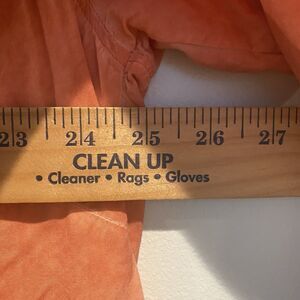 23 24 25 26 27
CLEAN UP
• Cleaner • Rags • Gloves